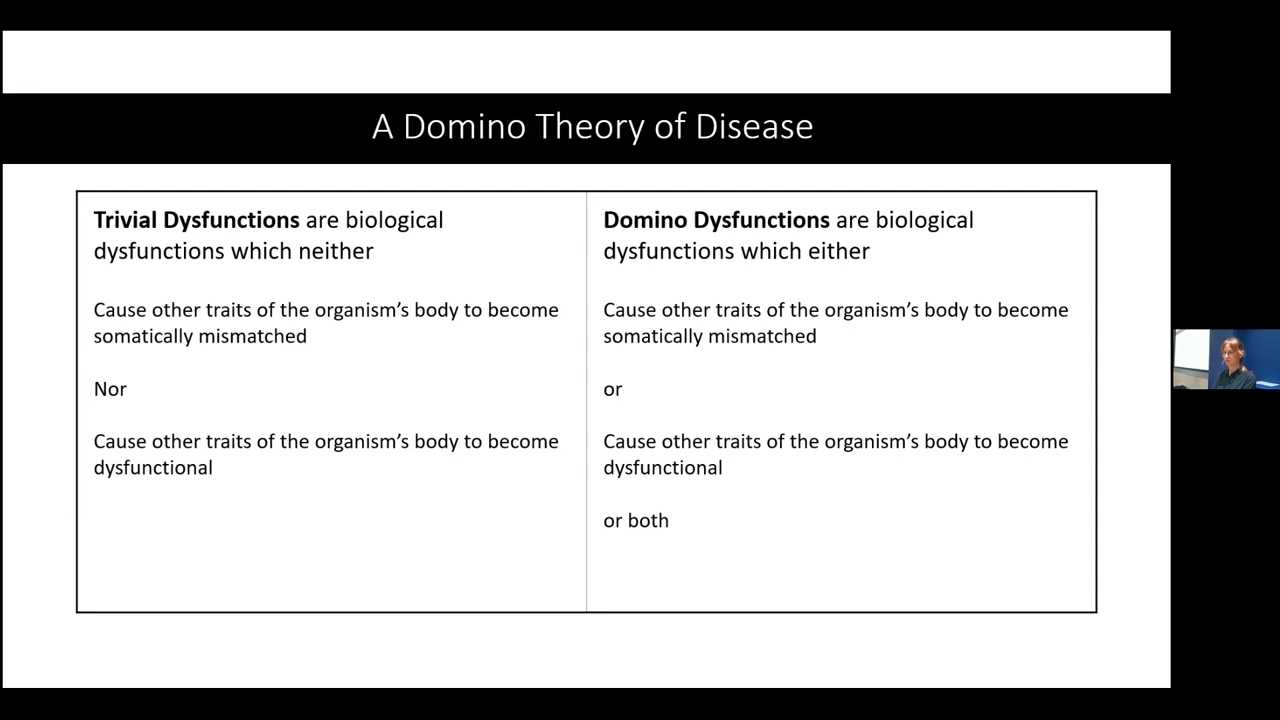 A Domino Theory of Disease
Trivial Dysfunctions are biological
dysfunctions which neither
Cause other traits of the organism's body to become
somatically mismatched
Nor
Cause other traits of the organism's body to become
dysfunctional
Domino Dysfunctions are biological
dysfunctions which either
Cause other traits of the organism's body to become
somatically mismatched
or
Cause other traits of the organism's body to become
dysfunctional
or both